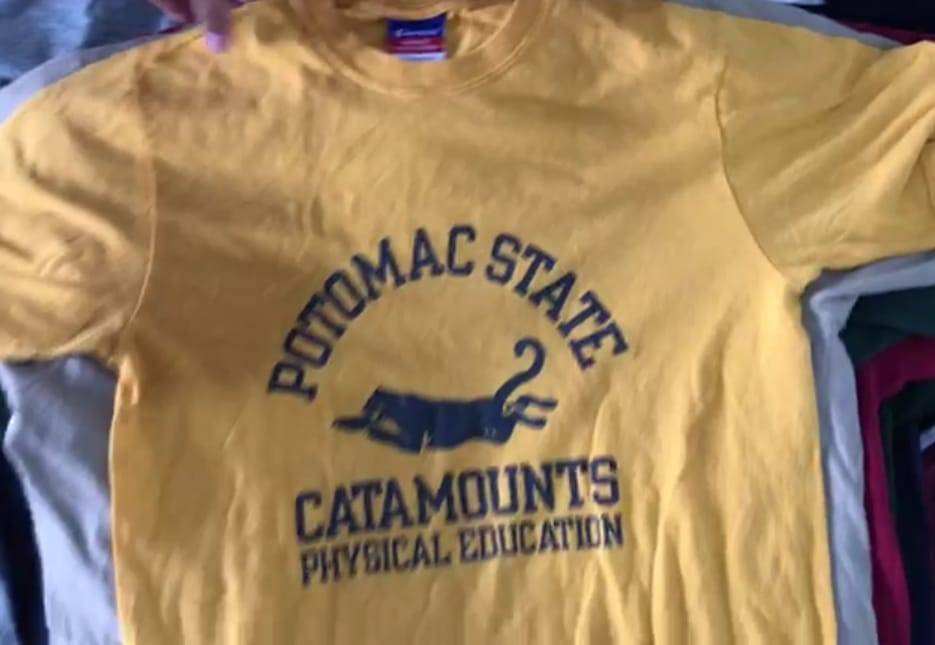 POTOMAC STATE
CATAMOUNTS
PHYSICAL EDUCATION